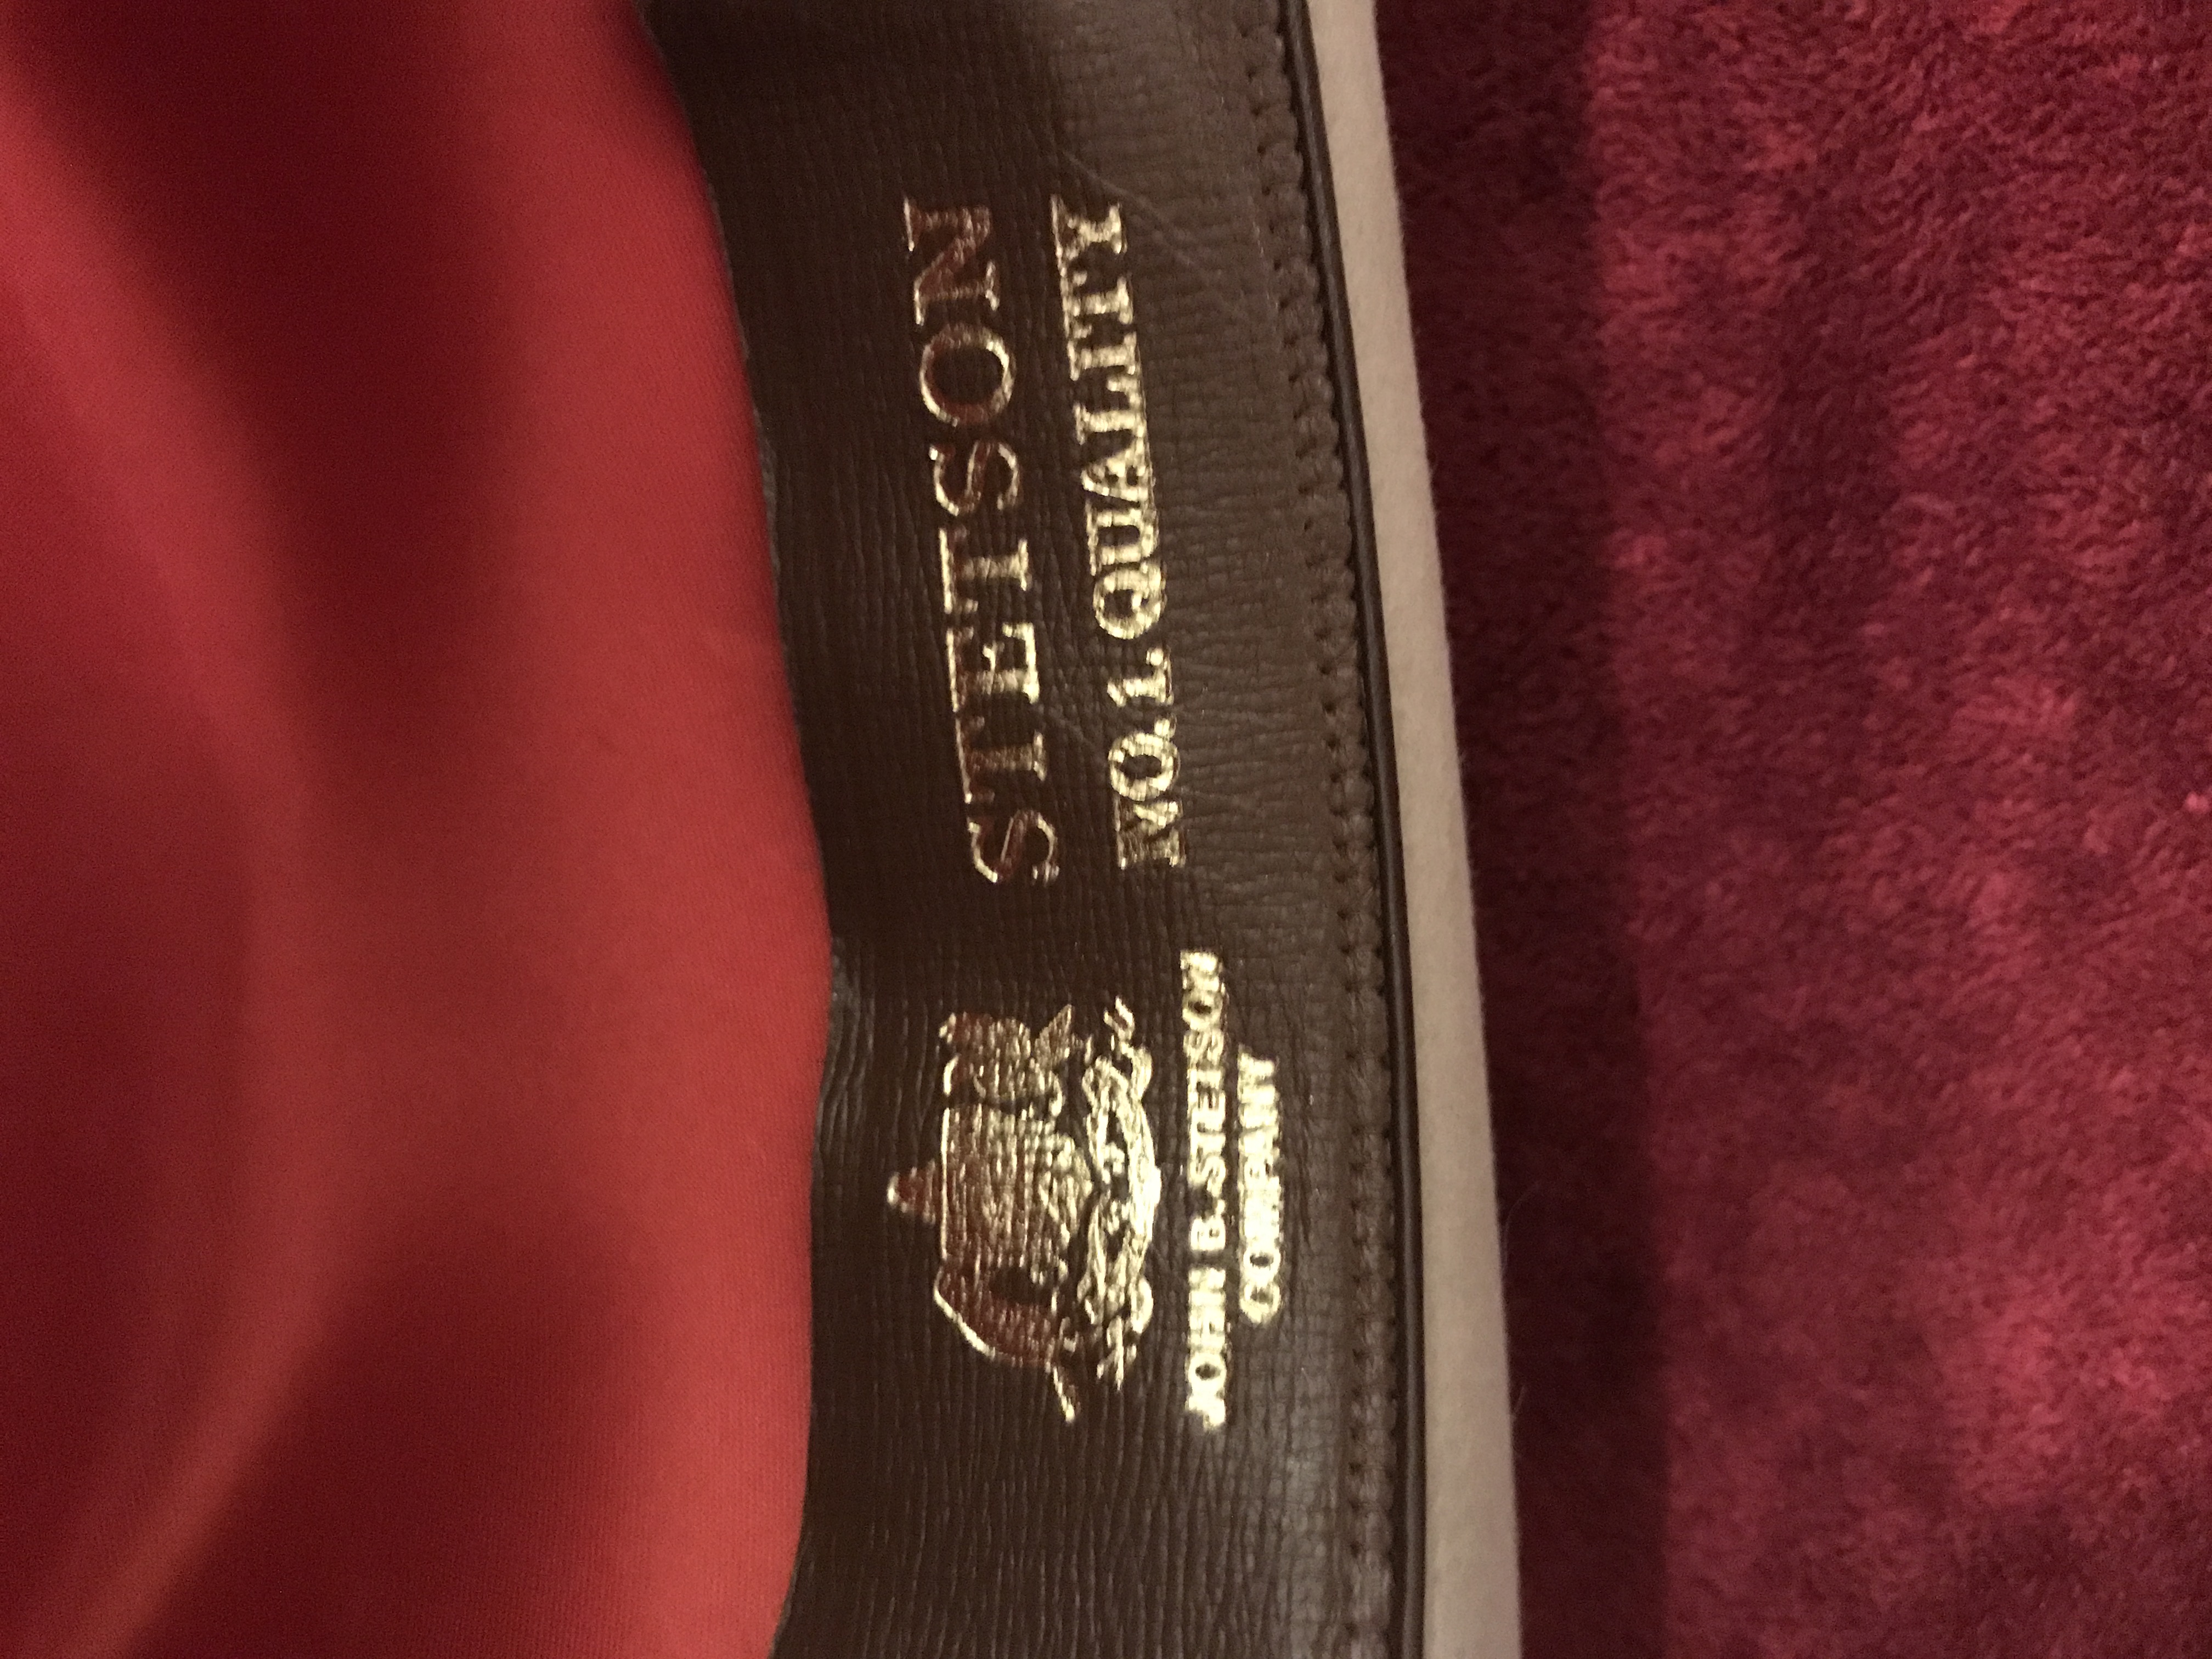 STETSON
NO.1. QUALITY
JOHN B.STETSON
COMPANY